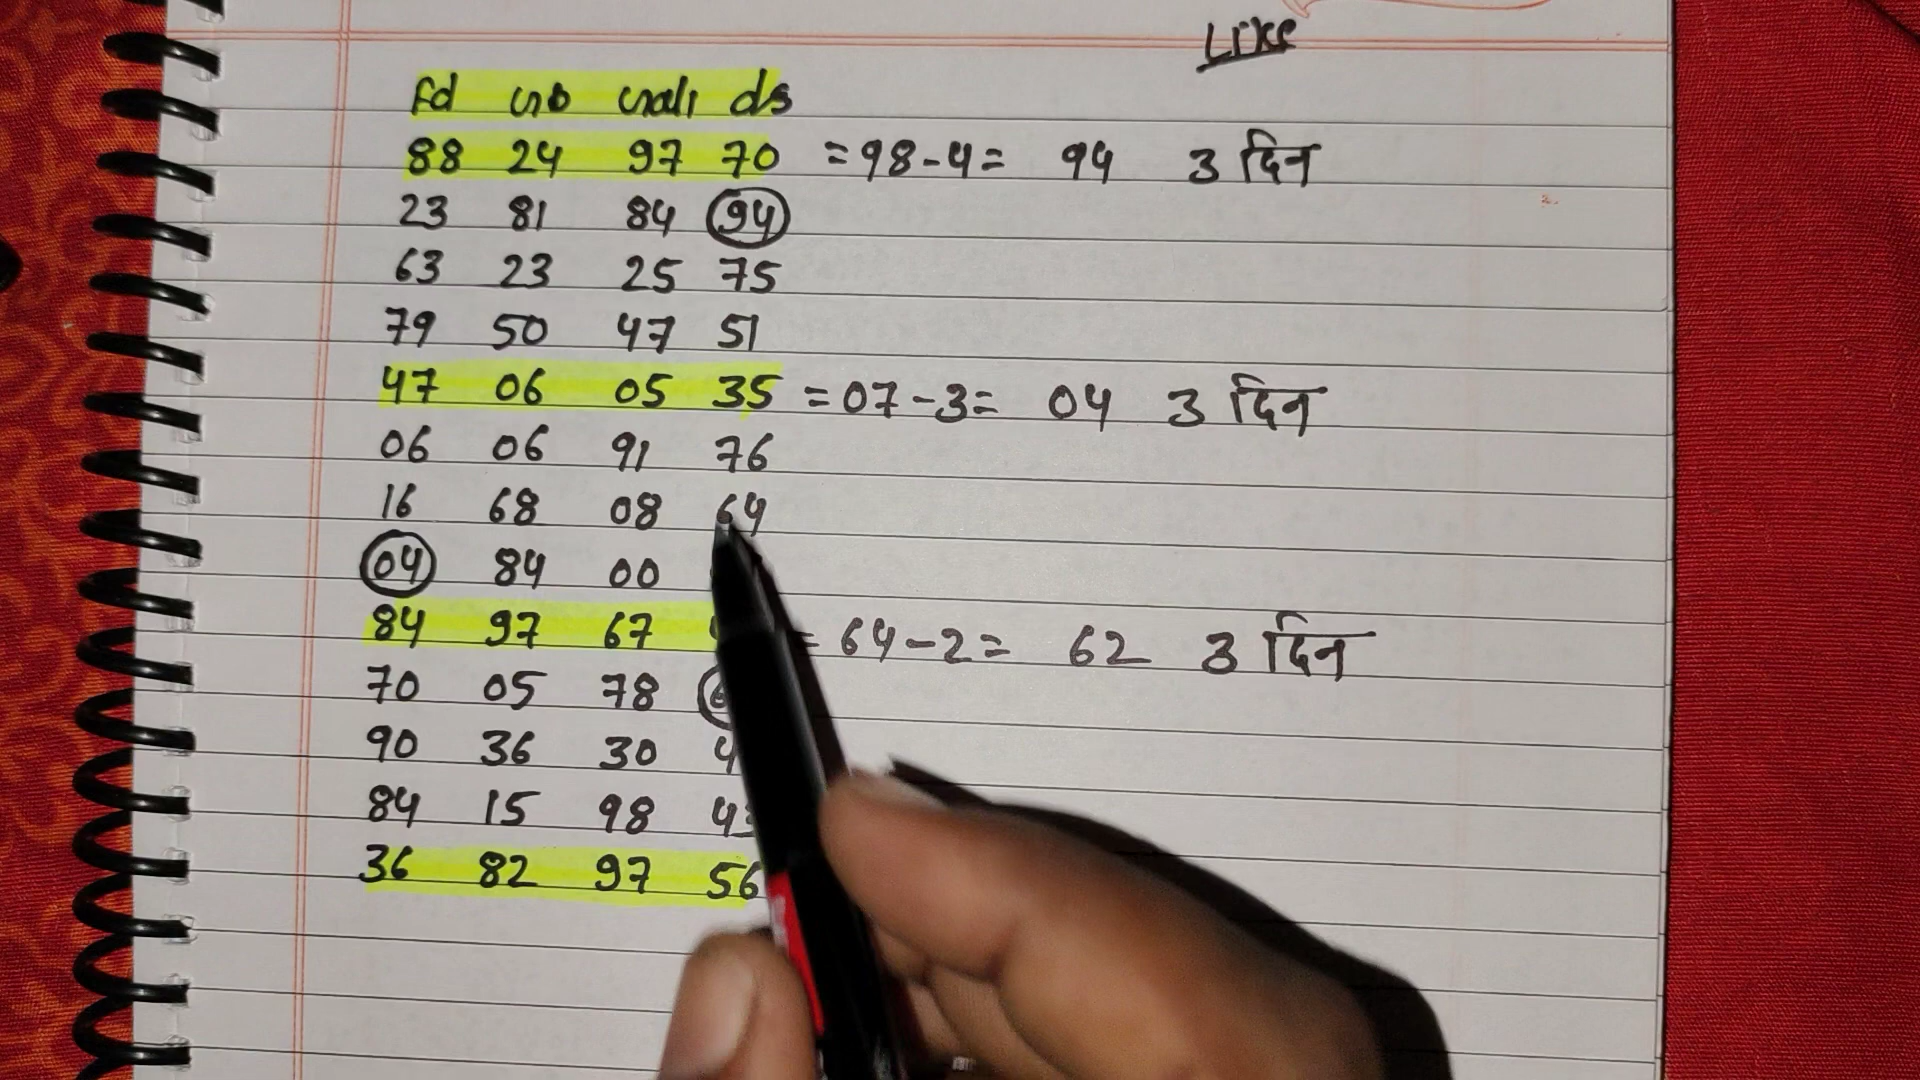 Like
fd gb gali ds
88 24 97 70 = 98 - 4 = 94 3 दिन
23 81 84 94
63 23 25 75
79 50 47 51
47 06 05 35 = 07 - 3 = 04 3 दिन
06 06 91 76
16 68 08 64
04 84 00
84 97 67 = 64 - 2 = 62 3 दिन
70 05 78
90 36 30
84 15 98 43
36 82 97 56